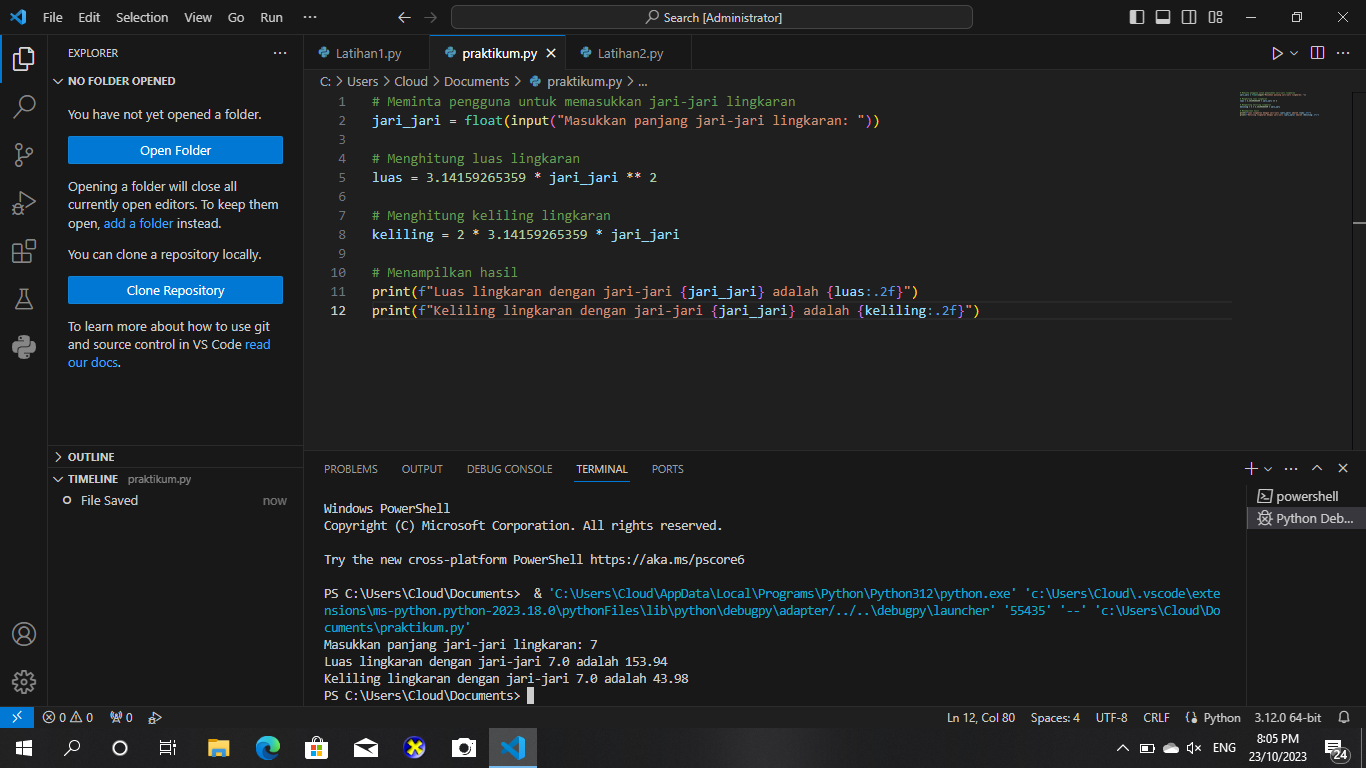 File Edit Selection View Go Run ···
Search [Administrator]
EXPLORER
NO FOLDER OPENED
You have not yet opened a folder.
Open Folder
Opening a folder will close all
currently open editors. To keep them
open, add a folder instead.
You can clone a repository locally.
Clone Repository
To learn more about how to use git
and source control in VS Code read
our docs.
OUTLINE
TIMELINE praktikum.py
File Saved now
Latihan1.py praktikum.py Latihan2.py
C: > Users > Cloud > Documents > praktikum.py > ...
1 # Meminta pengguna untuk memasukkan jari-jari lingkaran
2 jari_jari = float(input("Masukkan panjang jari-jari lingkaran: "))
3
4 # Menghitung luas lingkaran
5 luas = 3.14159265359 * jari_jari ** 2
6
7 # Menghitung keliling lingkaran
8 keliling = 2 * 3.14159265359 * jari_jari
9
10 # Menampilkan hasil
11 print(f"Luas lingkaran dengan jari-jari {jari_jari} adalah {luas:.2f}")
12 print(f"Keliling lingkaran dengan jari-jari {jari_jari} adalah {keliling:.2f}")
PROBLEMS OUTPUT DEBUG CONSOLE TERMINAL PORTS
Windows PowerShell
Copyright (C) Microsoft Corporation. All rights reserved.
Try the new cross-platform PowerShell https://aka.ms/pscore6
PS C:\Users\Cloud\Documents>  & 'C:\Users\Cloud\AppData\Local\Programs\Python\Python312\python.exe' 'c:\Users\Cloud\.vscode\exte
nsions\ms-python.python-2023.18.0\pythonFiles\lib\python\debugpy\adapter/../..\debugpy\launcher' '55435' '--' 'c:\Users\Cloud\Do
cuments\praktikum.py'
Masukkan panjang jari-jari lingkaran: 7
Luas lingkaran dengan jari-jari 7.0 adalah 153.94
Keliling lingkaran dengan jari-jari 7.0 adalah 43.98
PS C:\Users\Cloud\Documents>
powershell
Python Deb...
0 0 0
Ln 12, Col 80 Spaces: 4 UTF-8 CRLF Python 3.12.0 64-bit
ENG
8:05 PM
23/10/2023
24